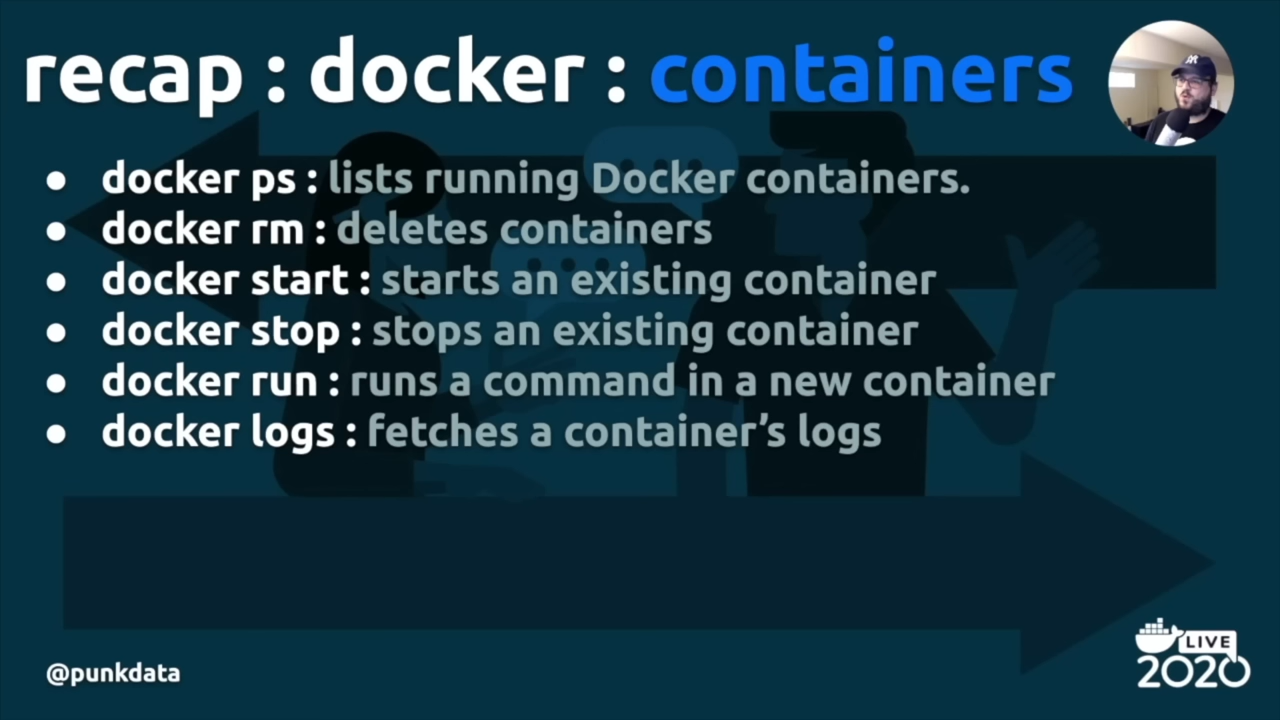 recap : docker : containers
● docker ps : lists running Docker containers.
● docker rm : deletes containers
● docker start : starts an existing container
● docker stop : stops an existing container
● docker run : runs a command in a new container
● docker logs : fetches a container’s logs
@punkdata
LIVE
2020